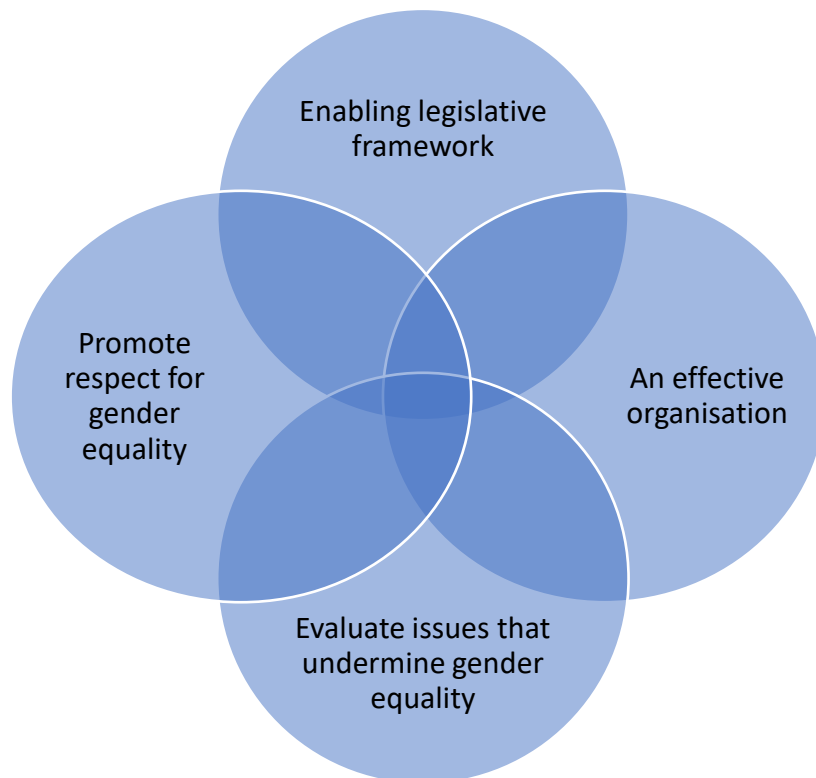 Enabling legislative
framework
Promote
respect for
gender
equality
An effective
organisation
Evaluate issues that
undermine gender
equality